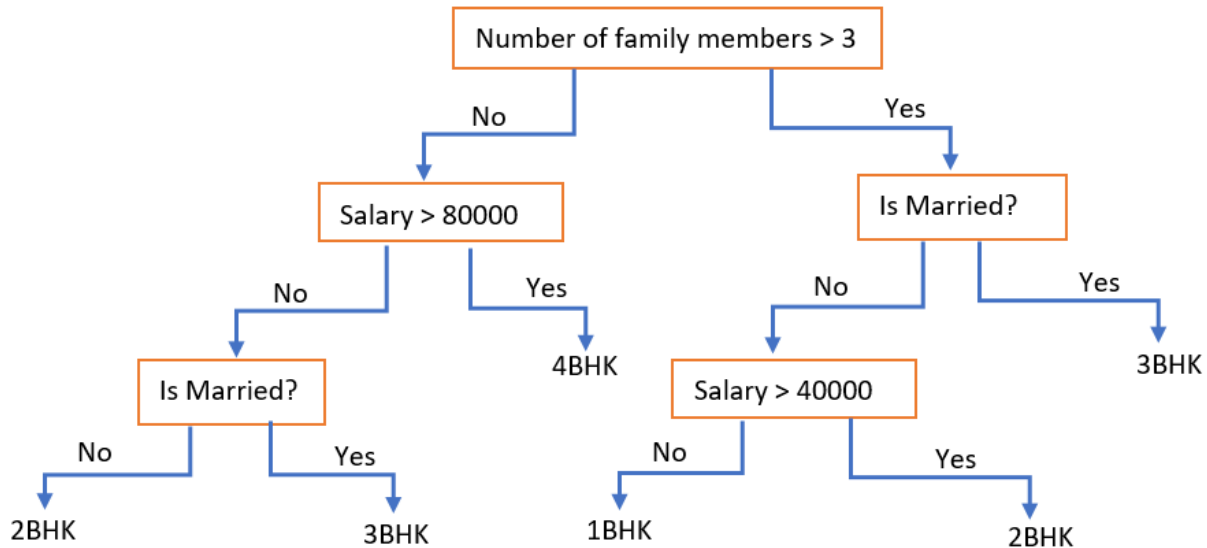 Number of family members > 3
No
Yes
Salary > 80000
Is Married?
No
Yes
No
Yes
Is Married?
4BHK
Salary > 40000
3BHK
No
Yes
No
Yes
2BHK
3BHK
1BHK
2BHK